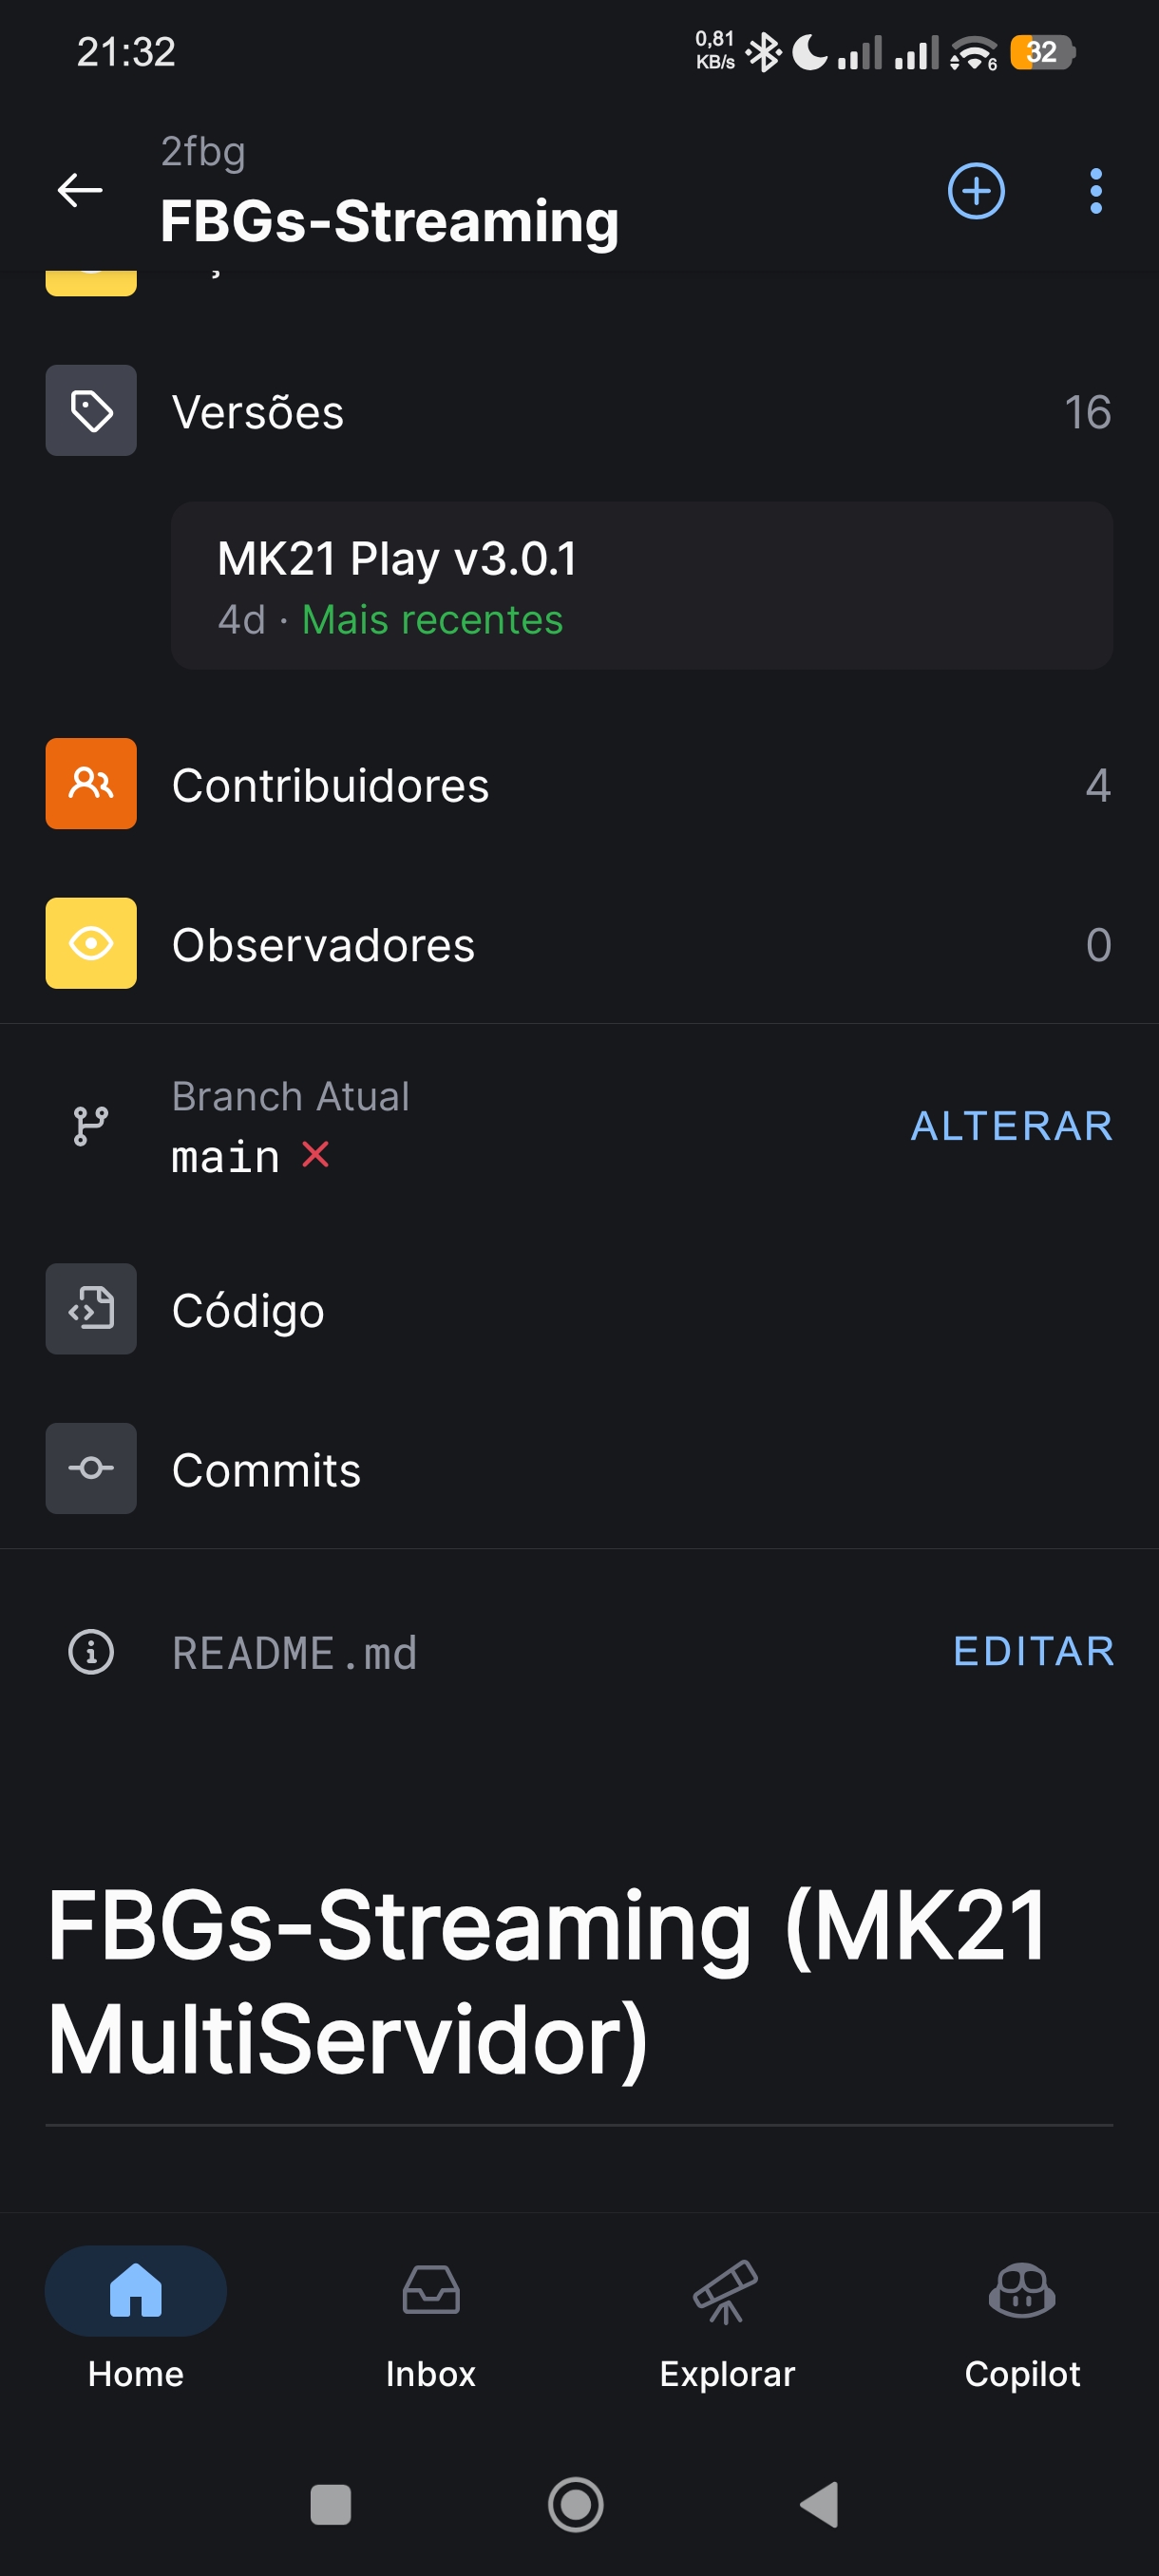 21:32
0,81
KB/s
6
32
2fbg
FBGs-Streaming
Versões
16
MK21 Play v3.0.1
4d · Mais recentes
Contribuidores
4
Observadores
0
Branch Atual
main
ALTERAR
Código
Commits
README.md
EDITAR
FBGs-Streaming (MK21
MultiServidor)
Home
Inbox
Explorar
Copilot